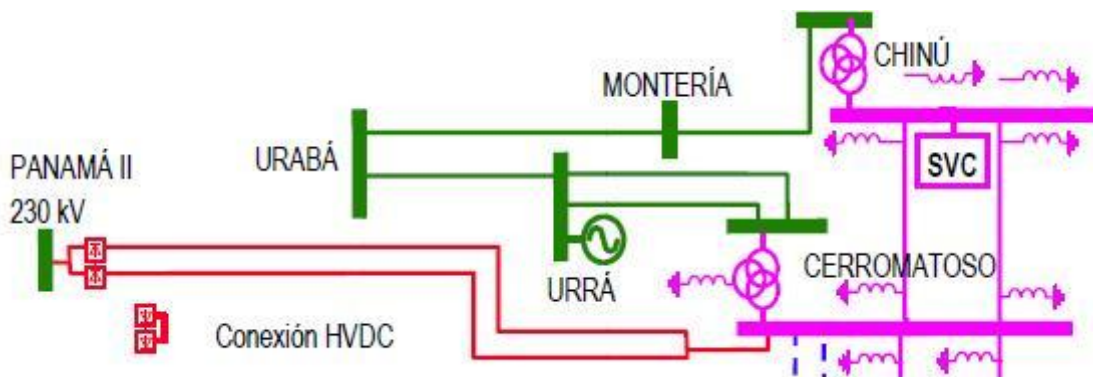 CHINÚ
MONTERÍA
URABÁ
SVC
PANAMÁ II
230 kV
CERROMATOSO
URRÁ
Conexión HVDC